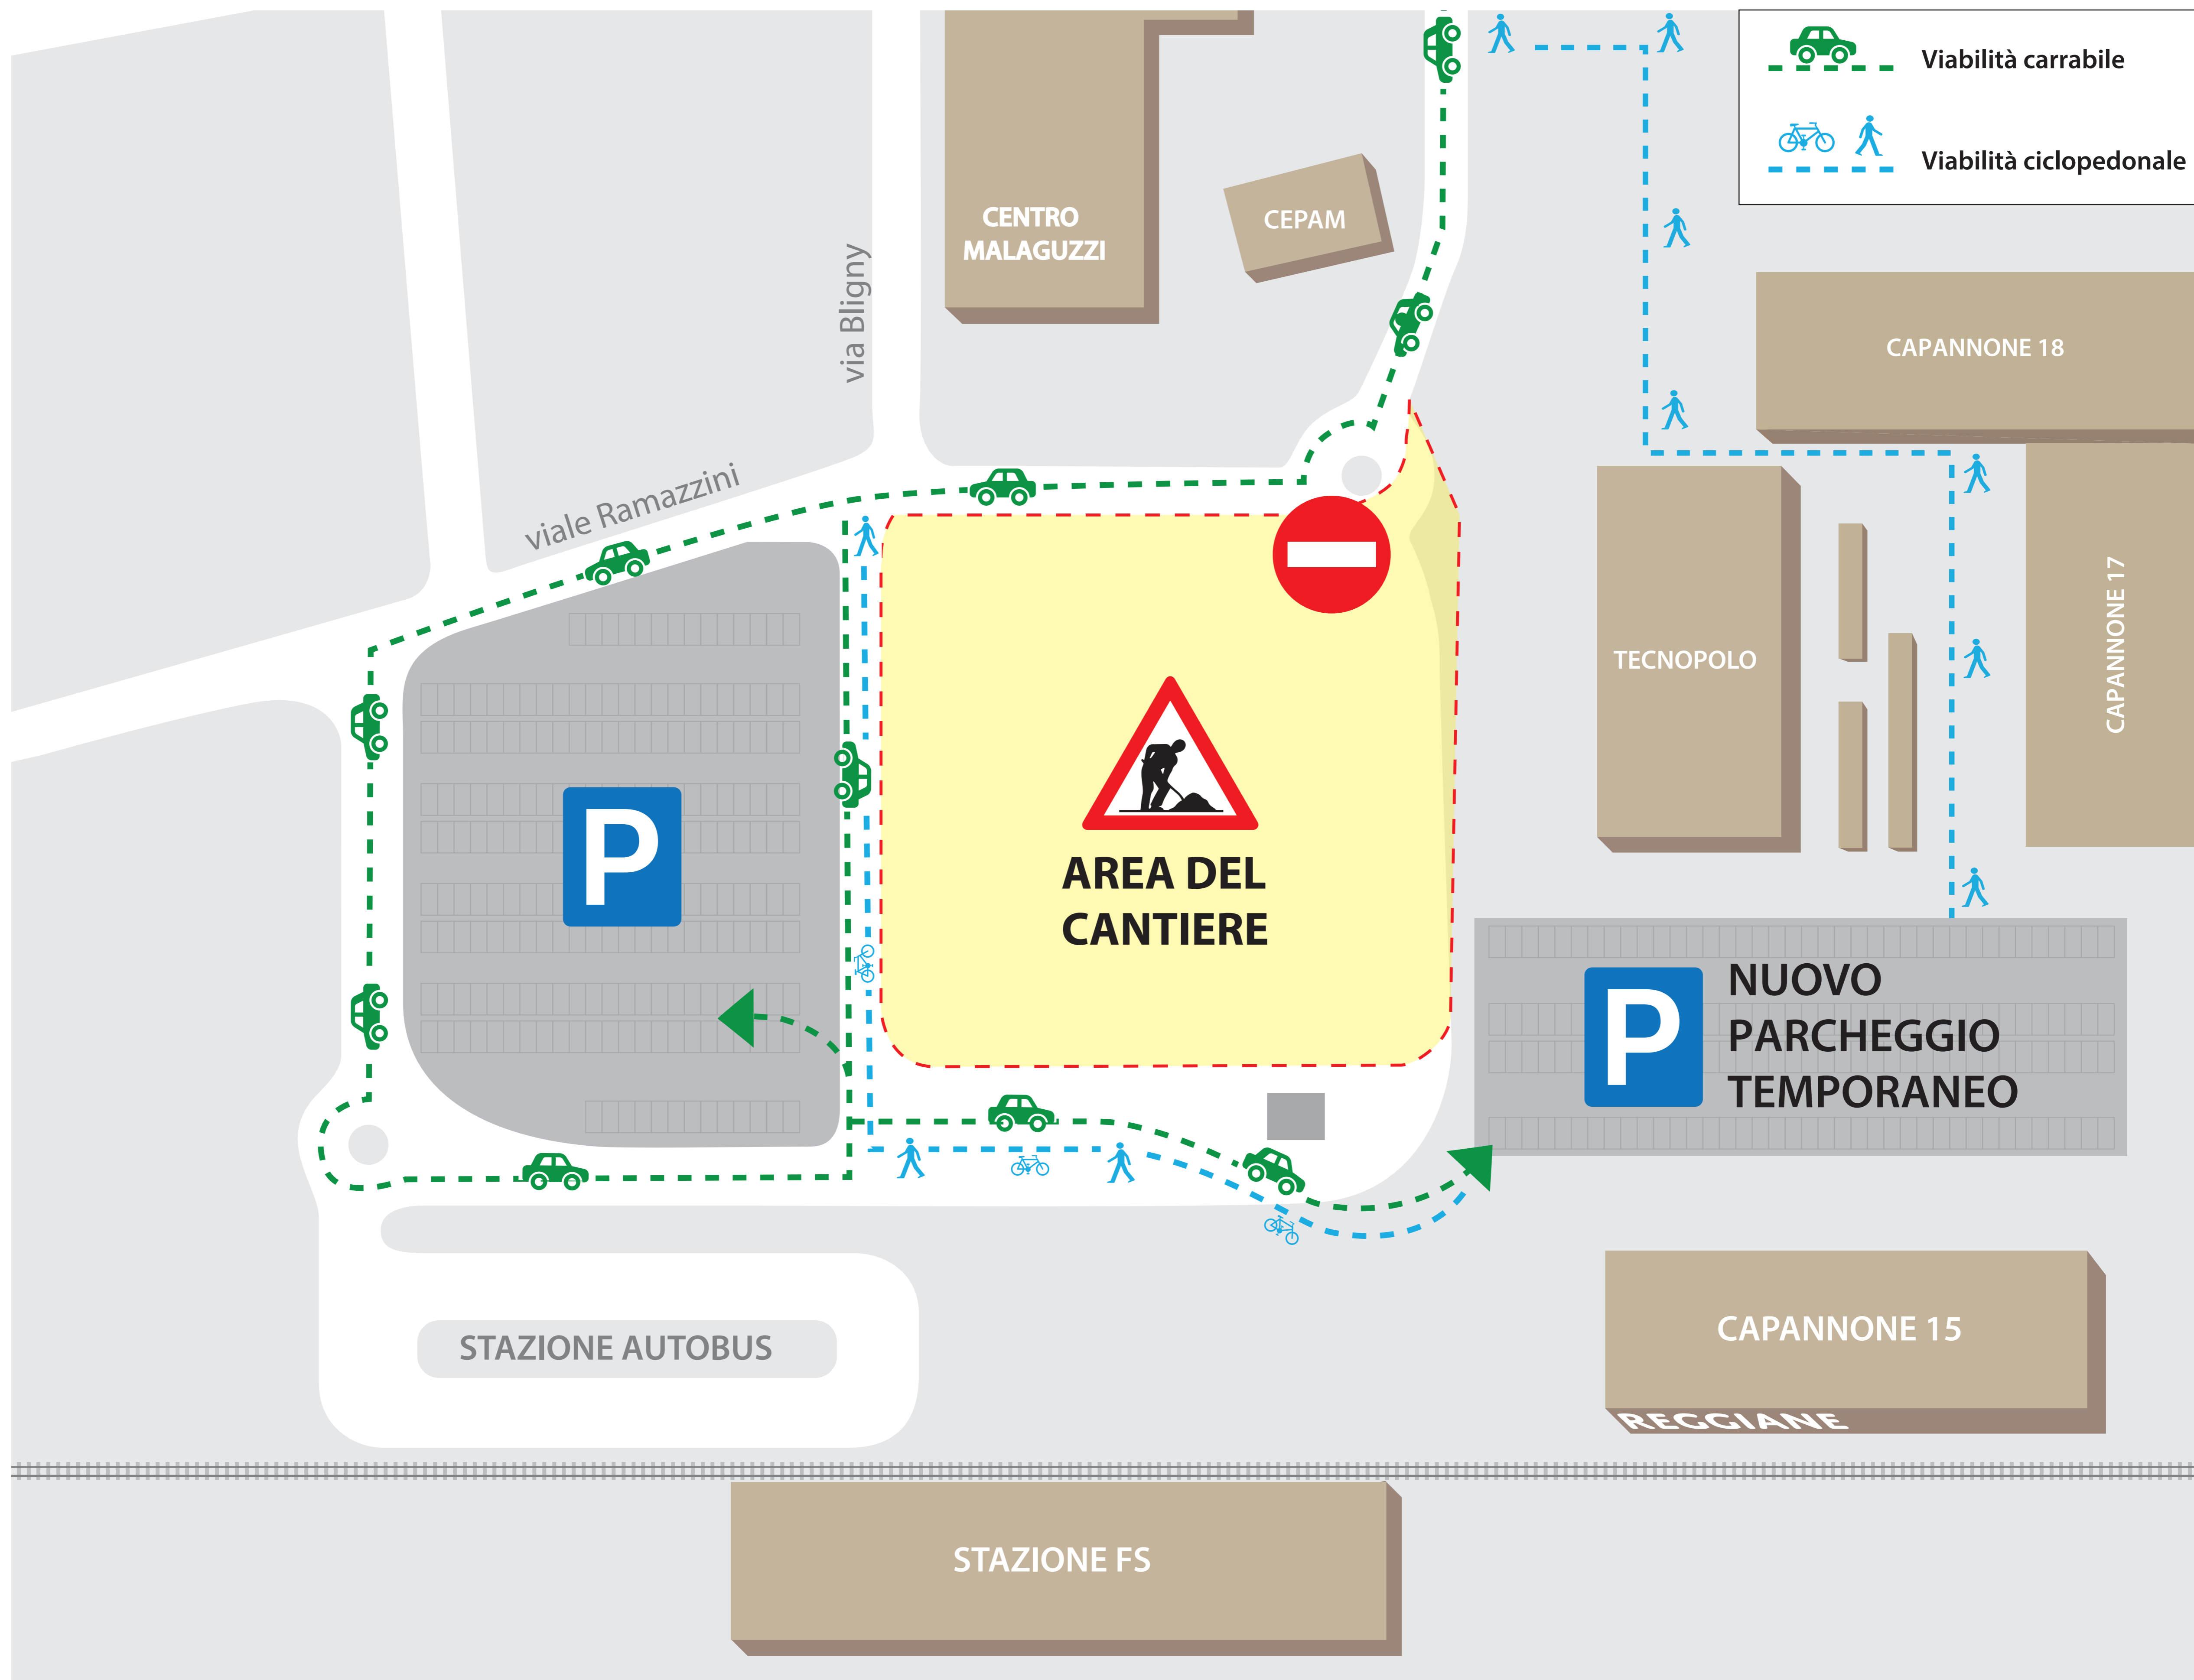 Viabilità carrabile
Viabilità ciclopedonale
CENTRO
MALAGUZZI
CEPAM
via Bligny
CAPANNONE 18
viale Ramazzini
TECNOPOLO
CAPANNONE 17
P
AREA DEL
CANTIERE
P
NUOVO
PARCHEGGIO
TEMPORANEO
STAZIONE AUTOBUS
CAPANNONE 15
REGGIANE
STAZIONE FS